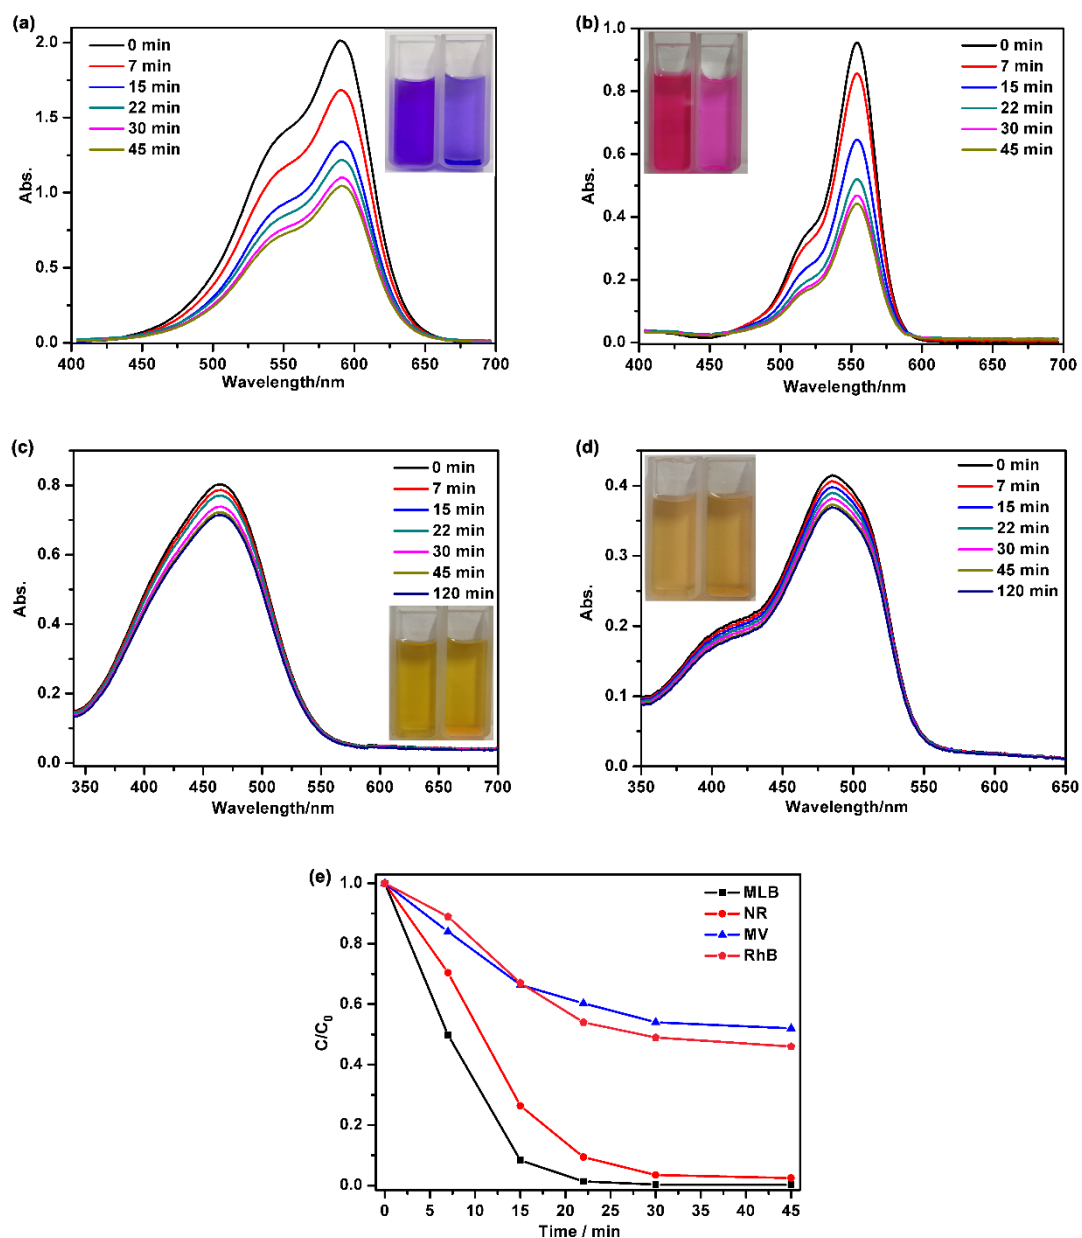 (a)
0 min
7 min
15 min
22 min
30 min
45 min
2.0
1.5
1.0
0.5
0.0
Abs.
400 450 500 550 600 650 700
Wavelength/nm
(b)
0 min
7 min
15 min
22 min
30 min
45 min
1.0
0.8
0.6
0.4
0.2
0.0
Abs.
400 450 500 550 600 650 700
Wavelength/nm
(c)
0 min
7 min
15 min
22 min
30 min
45 min
120 min
0.8
0.6
0.4
0.2
0.0
Abs.
350 400 450 500 550 600 650 700
Wavelength/nm
(d)
0 min
7 min
15 min
22 min
30 min
45 min
120 min
0.4
0.3
0.2
0.1
0.0
Abs.
350 400 450 500 550 600 650
Wavelength/nm
(e)
MLB
NR
MV
RhB
1.0
0.8
0.6
0.4
0.2
0.0
C/C0
0 5 10 15 20 25 30 35 40 45
Time / min